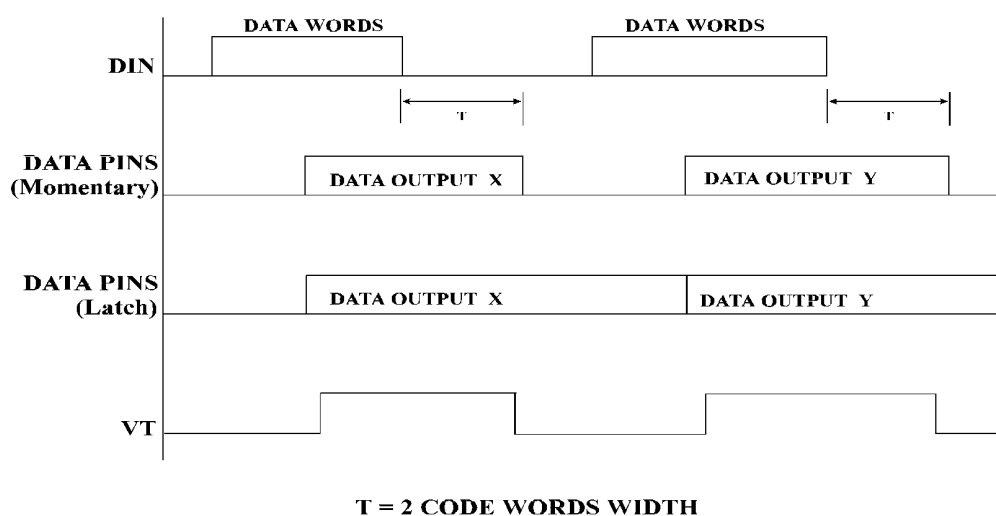 DATA WORDS DATA WORDS
DIN
T T
DATA PINS
(Momentary)
DATA OUTPUT X DATA OUTPUT Y
DATA PINS
(Latch)
DATA OUTPUT X DATA OUTPUT Y
VT
T = 2 CODE WORDS WIDTH